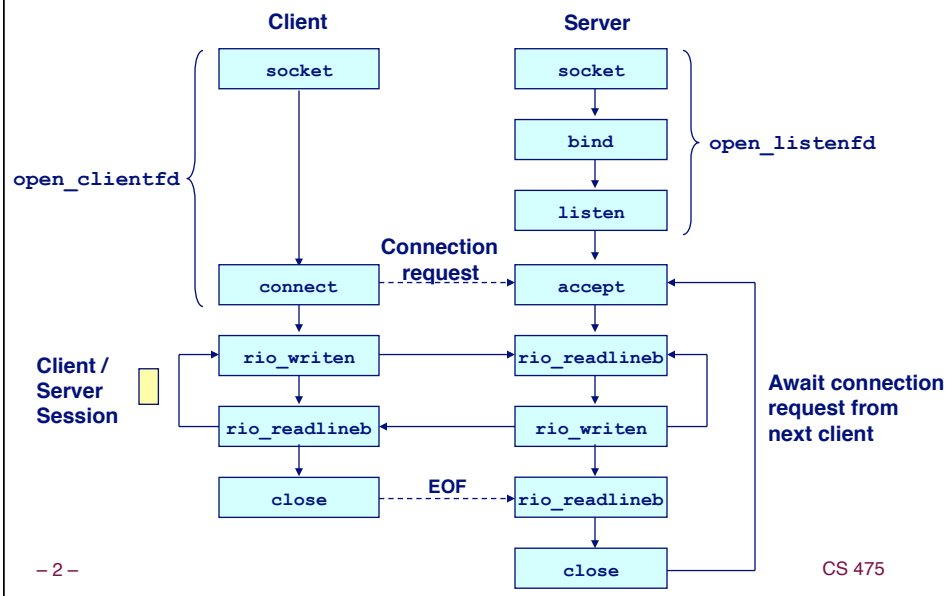 Client
Server
socket
socket
bind
open_listenfd
open_clientfd
listen
Connection
request
connect
accept
Client /
Server
Session
rio_writen
rio_readlineb
Await connection
request from
next client
rio_readlineb
rio_writen
close
EOF
rio_readlineb
close
– 2 –
CS 475